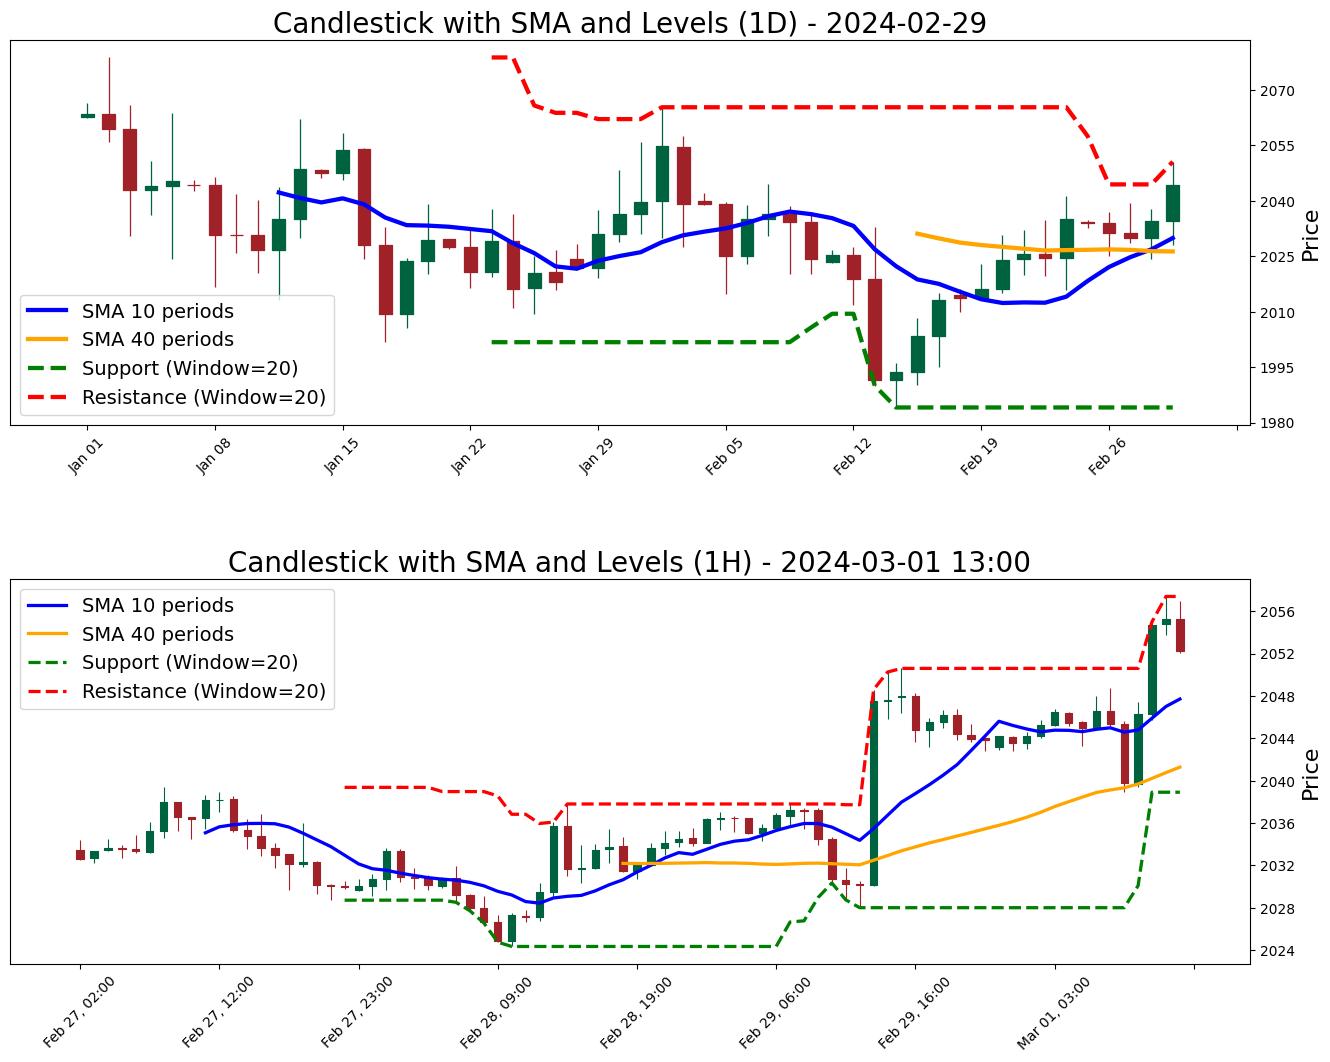 Candlestick with SMA and Levels (1D) - 2024-02-29
2070
2055
2040
2025
2010
1995
1980
Price
SMA 10 periods
SMA 40 periods
Support (Window=20)
Resistance (Window=20)
Jan 01
Jan 08
Jan 15
Jan 22
Jan 29
Feb 05
Feb 12
Feb 19
Feb 26
Candlestick with SMA and Levels (1H) - 2024-03-01 13:00
SMA 10 periods
SMA 40 periods
Support (Window=20)
Resistance (Window=20)
2056
2052
2048
2044
2040
2036
2032
2028
2024
Price
Feb 27, 02:00
Feb 27, 12:00
Feb 27, 23:00
Feb 28, 09:00
Feb 28, 19:00
Feb 29, 06:00
Feb 29, 16:00
Mar 01, 03:00